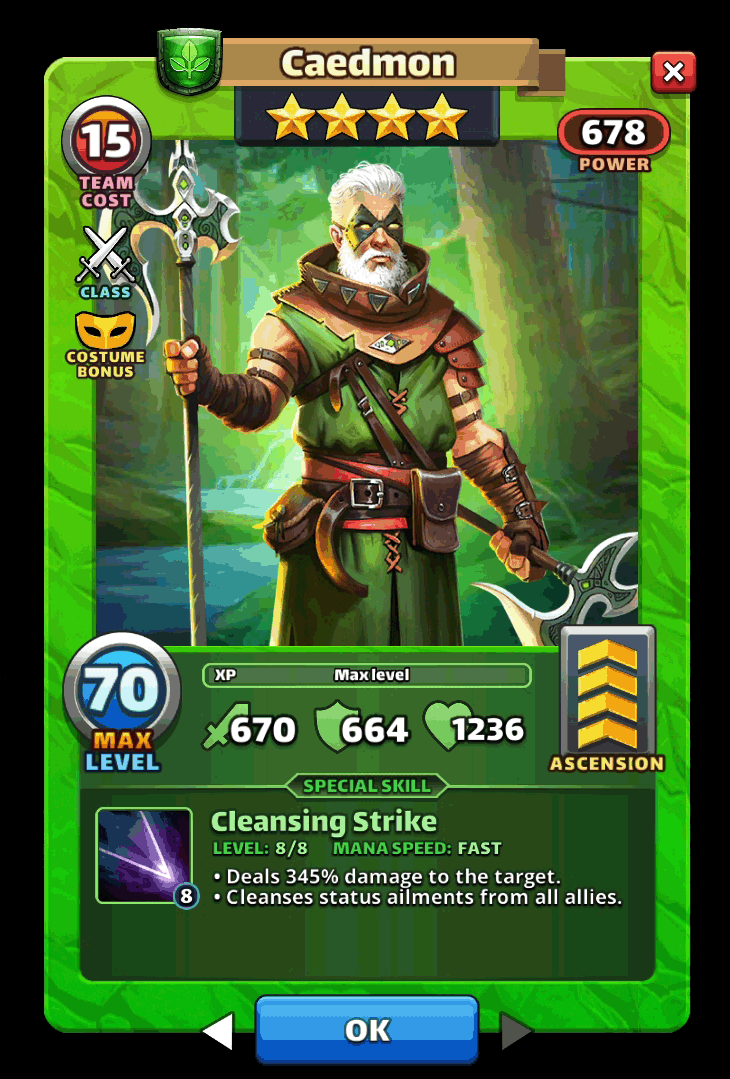 Caedmon
15
TEAM
COST
678
POWER
CLASS
COSTUME
BONUS
70
MAX
LEVEL
XP Max level
670 664 1236
ASCENSION
SPECIAL SKILL
Cleansing Strike
LEVEL: 8/8 MANA SPEED: FAST
8
• Deals 345% damage to the target.
• Cleanses status ailments from all allies.
OK